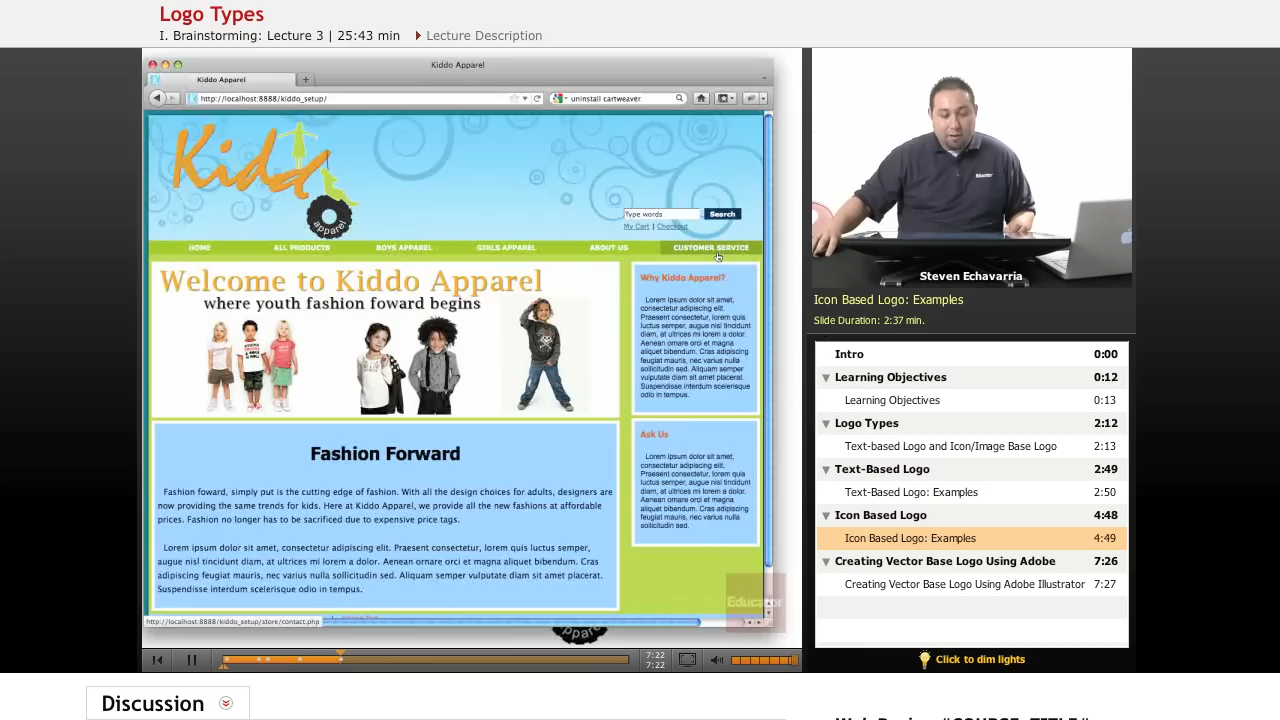 Logo Types
I. Brainstorming: Lecture 3 | 25:43 min Lecture Description
Kiddo Apparel
Kiddo Apparel
http://localhost:8888/kiddo_setup/
uninstall cartweaver
Kidd
apparel
Type words
Search
My Cart | Checkout
HOME ALL PRODUCTS BOYS APPAREL GIRLS APPAREL ABOUT US CUSTOMER SERVICE
Welcome to Kiddo Apparel
where youth fashion foward begins
Why Kiddo Apparel?
Lorem ipsum dolor sit amet,
consectetur adipiscing elit.
Praesent consectetur, lorem quis
luctus semper, augue nisl tincidunt
diam, at ultrices mi lorem a dolor.
Aenean ornare orci et magna
aliquet bibendum. Cras adipiscing
feugiat mauris, nec varius nulla
sollicitudin sed. Aliquam semper
vulputate diam sit amet placerat.
Suspendisse interdum scelerisque
odio in tempus.
Ask Us
Lorem ipsum dolor sit amet,
consectetur adipiscing elit.
Praesent consectetur, lorem quis
luctus semper, augue nisl tincidunt
diam, at ultrices mi lorem a dolor.
Aenean ornare orci et magna
aliquet bibendum. Cras adipiscing
feugiat mauris, nec varius nulla
sollicitudin sed.
Fashion Forward
Fashion foward, simply put is the cutting edge of fashion. With all the design choices for adults, designers are
now providing the same trends for kids. Here at Kiddo Apparel, we provide all the new fashions at affordable
prices. Fashion no longer has to be sacrificed due to expensive price tags.
Lorem ipsum dolor sit amet, consectetur adipiscing elit. Praesent consectetur, lorem quis luctus semper,
augue nisl tincidunt diam, at ultrices mi lorem a dolor. Aenean ornare orci et magna aliquet bibendum. Cras
adipiscing feugiat mauris, nec varius nulla sollicitudin sed. Aliquam semper vulputate diam sit amet placerat.
Suspendisse interdum scelerisque odio in tempus.
http://localhost:8888/kiddo_setup/store/contact.php
Educator
apparel
7:22
7:22
Educator
Steven Echavarria
Icon Based Logo: Examples
Slide Duration: 2:37 min.
Intro 0:00
Learning Objectives 0:12
Learning Objectives 0:13
Logo Types 2:12
Text-based Logo and Icon/Image Base Logo 2:13
Text-Based Logo 2:49
Text-Based Logo: Examples 2:50
Icon Based Logo 4:48
Icon Based Logo: Examples 4:49
Creating Vector Base Logo Using Adobe 7:26
Creating Vector Base Logo Using Adobe Illustrator 7:27
Click to dim lights
Discussion